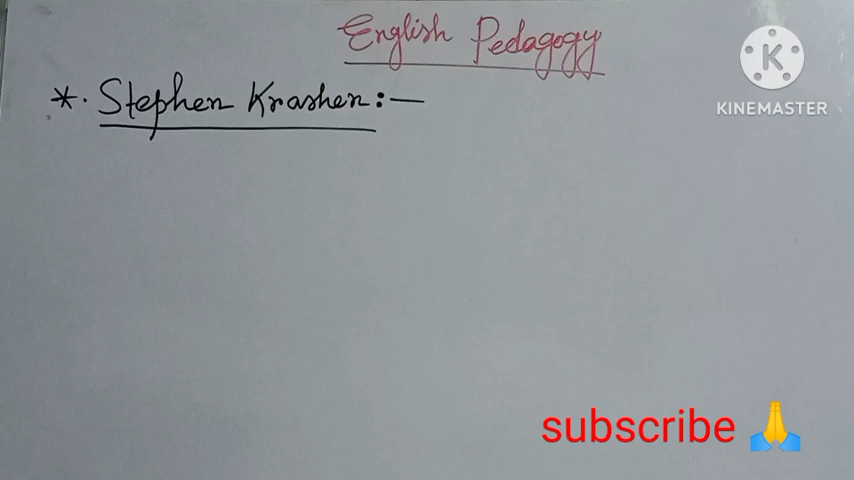 English Pedagogy
*. Stephen Krashen:—
KINEMASTER
subscribe 🙏